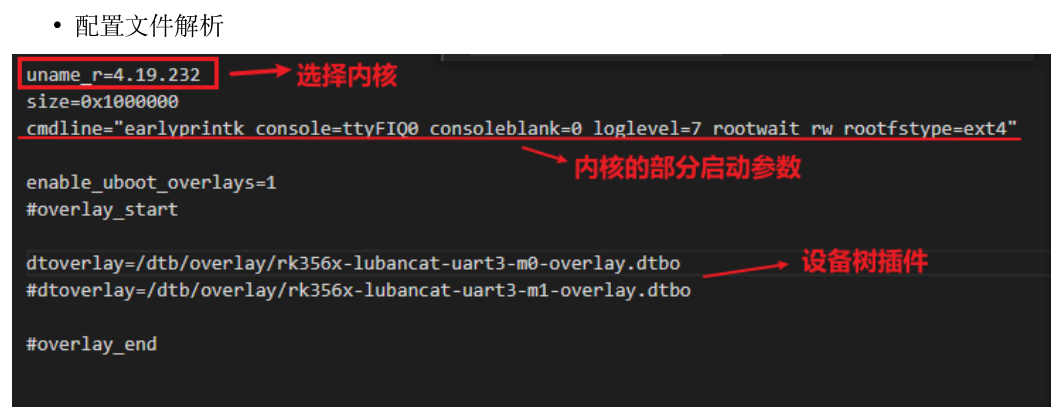 • 配置文件解析
uname_r=4.19.232 选择内核
size=0x1000000
cmdline="earlyprintk console=ttyFIQ0 consoleblank=0 loglevel=7 rootwait rw rootfstype=ext4"
内核的部分启动参数
enable_uboot_overlays=1
#overlay_start
dtoverlay=/dtb/overlay/rk356x-lubancat-uart3-m0-overlay.dtbo 设备树插件
#dtoverlay=/dtb/overlay/rk356x-lubancat-uart3-m1-overlay.dtbo
#overlay_end